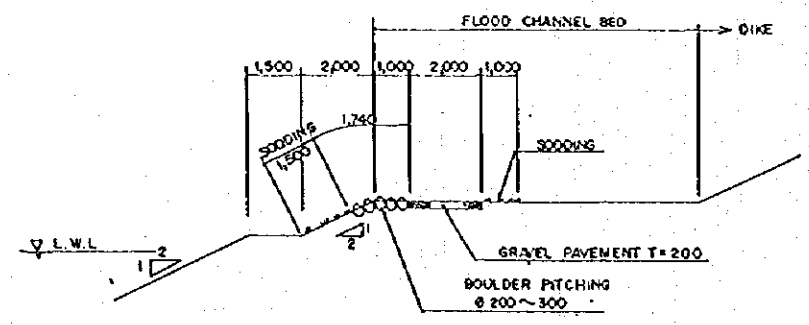 FLOOD CHANNEL BED
DIKE
1,500 2,000 1,000 2,000 1,000
1,740
SODDING
1,500
SODDING
L.W.L
1 2
2 1
GRAVEL PAVEMENT T=200
BOULDER PITCHING
Ø 200~300